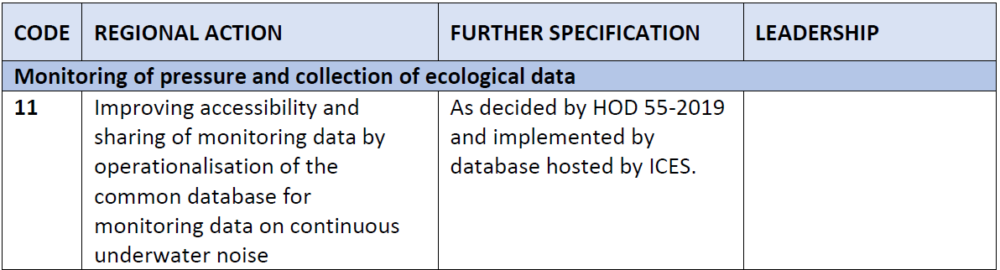 CODE REGIONAL ACTION FURTHER SPECIFICATION LEADERSHIP
Monitoring of pressure and collection of ecological data
11 Improving accessibility and As decided by HOD 55-2019
sharing of monitoring data by and implemented by
operationalisation of the database hosted by ICES.
common database for
monitoring data on continuous
underwater noise